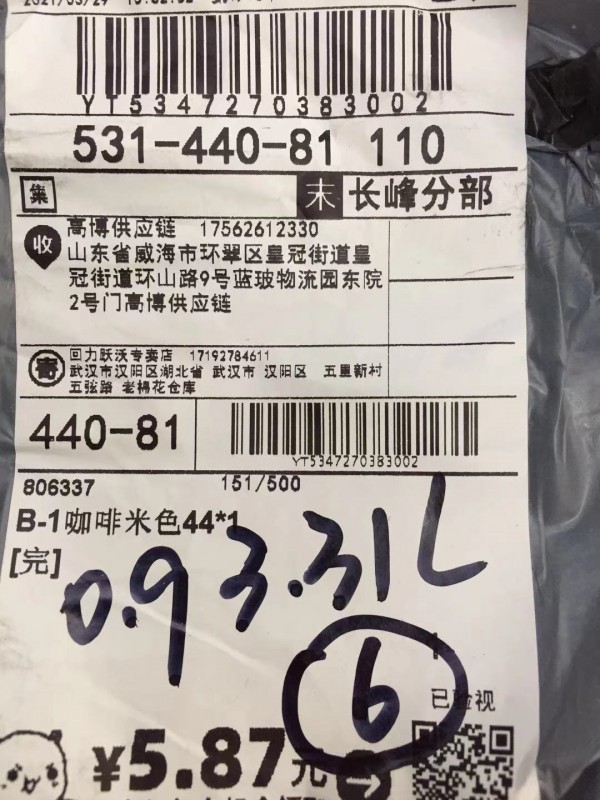 YT5347270383002
531-440-81 110
集
末 长峰分部
收
高博供应链 17562612330
山东省威海市环翠区皇冠街道皇
冠街道环山路9号蓝玻物流园东院
2号门高博供应链
寄
回力跃沃专卖店 17192784611
武汉市汉阳区湖北省 武汉市 汉阳区 五里新村
五弦路 老棉花仓库
440-81
YT5347270383002
806337 151/500
B-1咖啡米色44*1
[完]
0.9 3.31L
6
已验视
¥5.87元